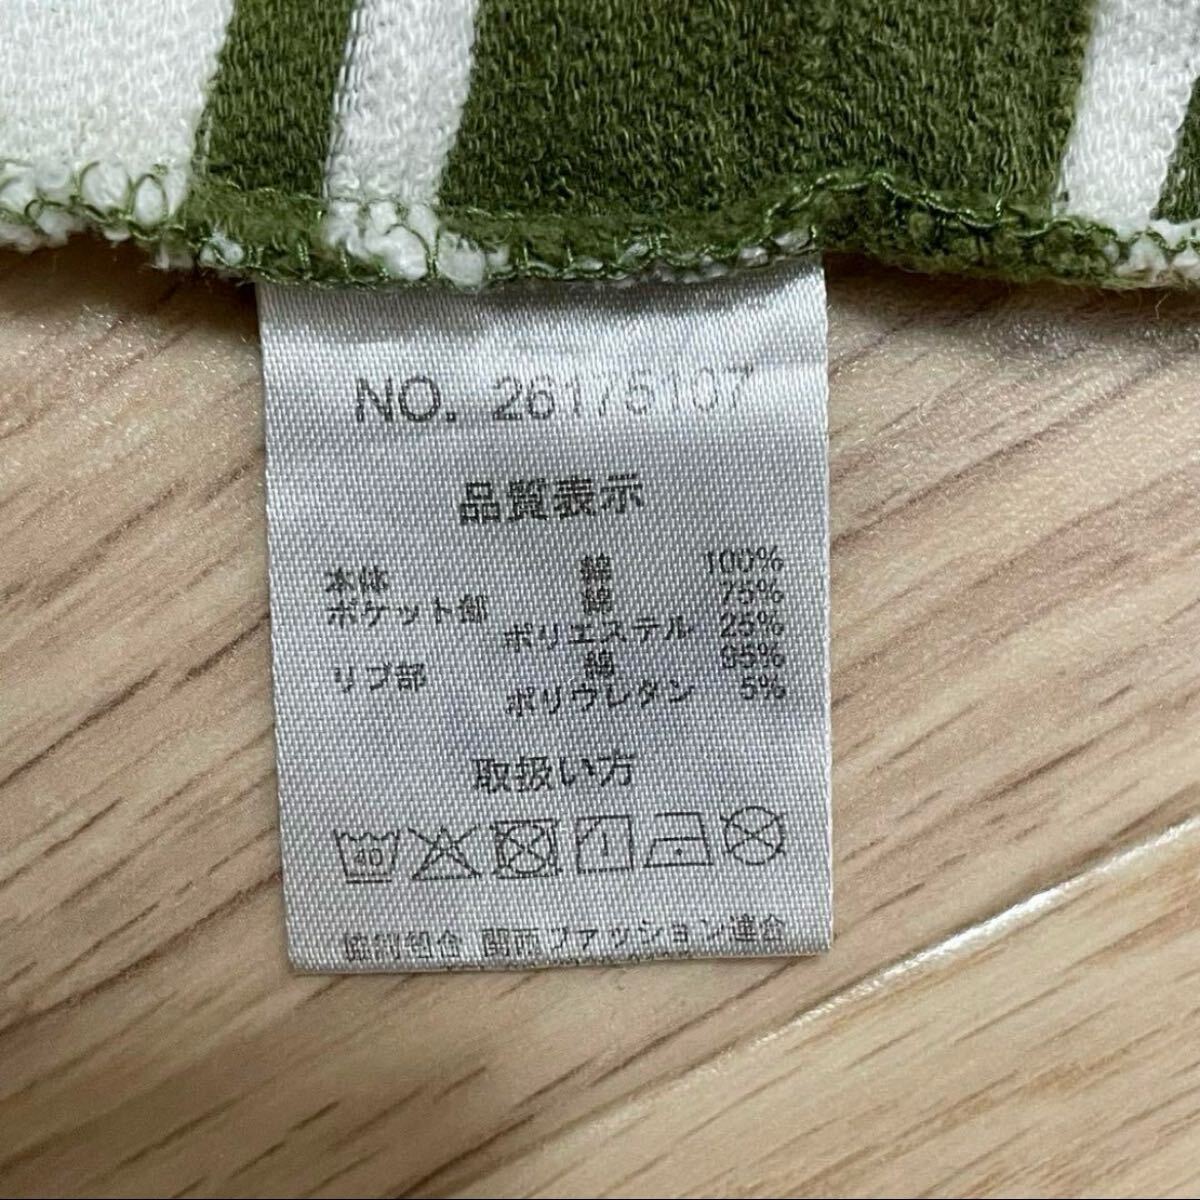 NO. 26175107
品質表示
本体 綿 100%
ポケット部 綿 75%
ポリエステル 25%
リブ部 綿 95%
ポリウレタン 5%
取扱い方
40
協同組合 関西ファッション連合